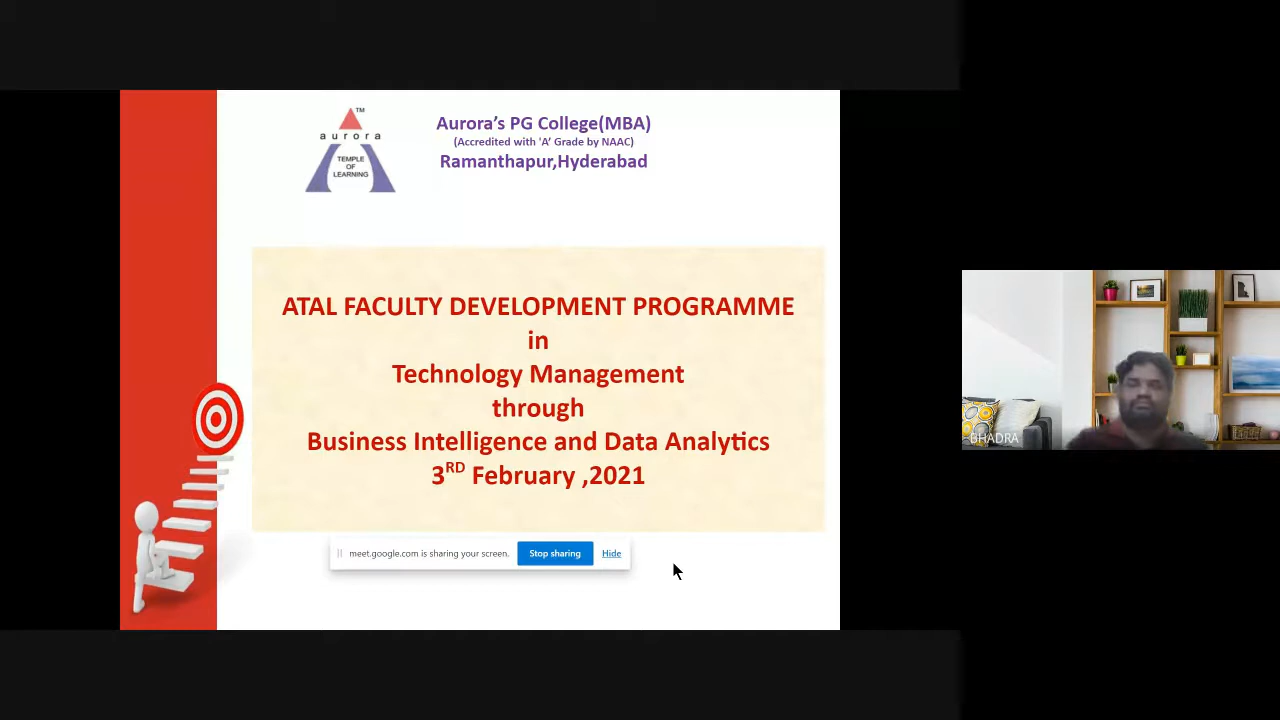 TM
aurora
TEMPLE
OF
LEARNING
Aurora’s PG College(MBA)
(Accredited with 'A’ Grade by NAAC)
Ramanthapur,Hyderabad
ATAL FACULTY DEVELOPMENT PROGRAMME
in
Technology Management
through
Business Intelligence and Data Analytics
3RD February ,2021
meet.google.com is sharing your screen. Stop sharing Hide
BHADRA